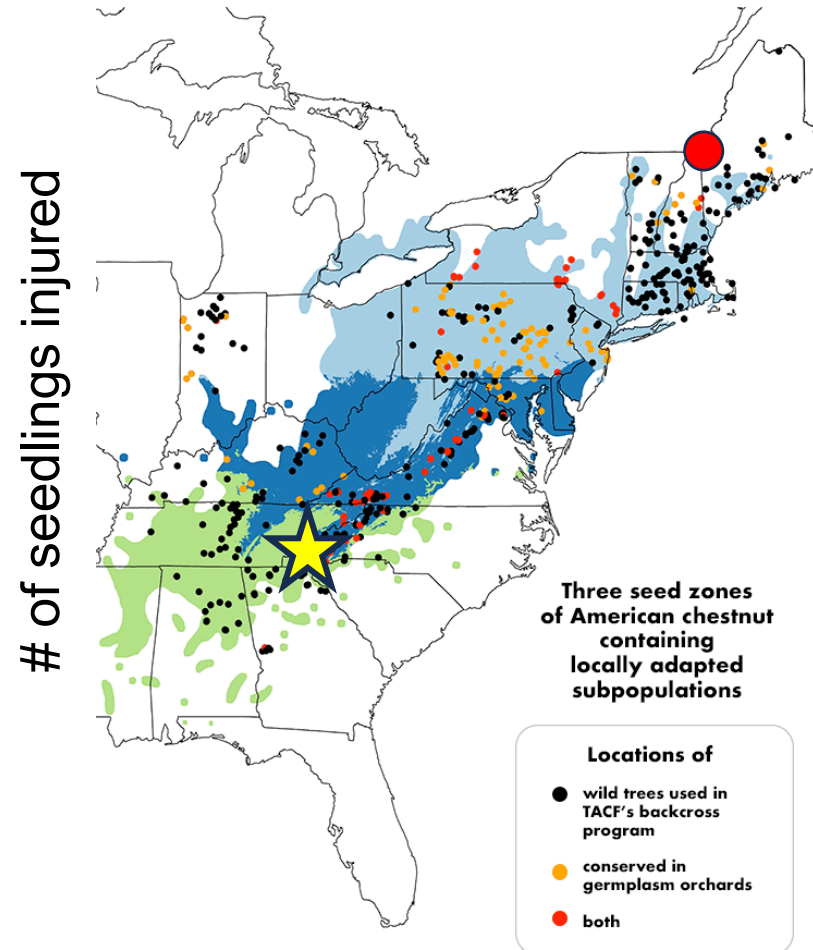 # of seedlings injured
Three seed zones
of American chestnut
containing
locally adapted
subpopulations
Locations of
wild trees used in
TACF's backcross
program
conserved in
germplasm orchards
both